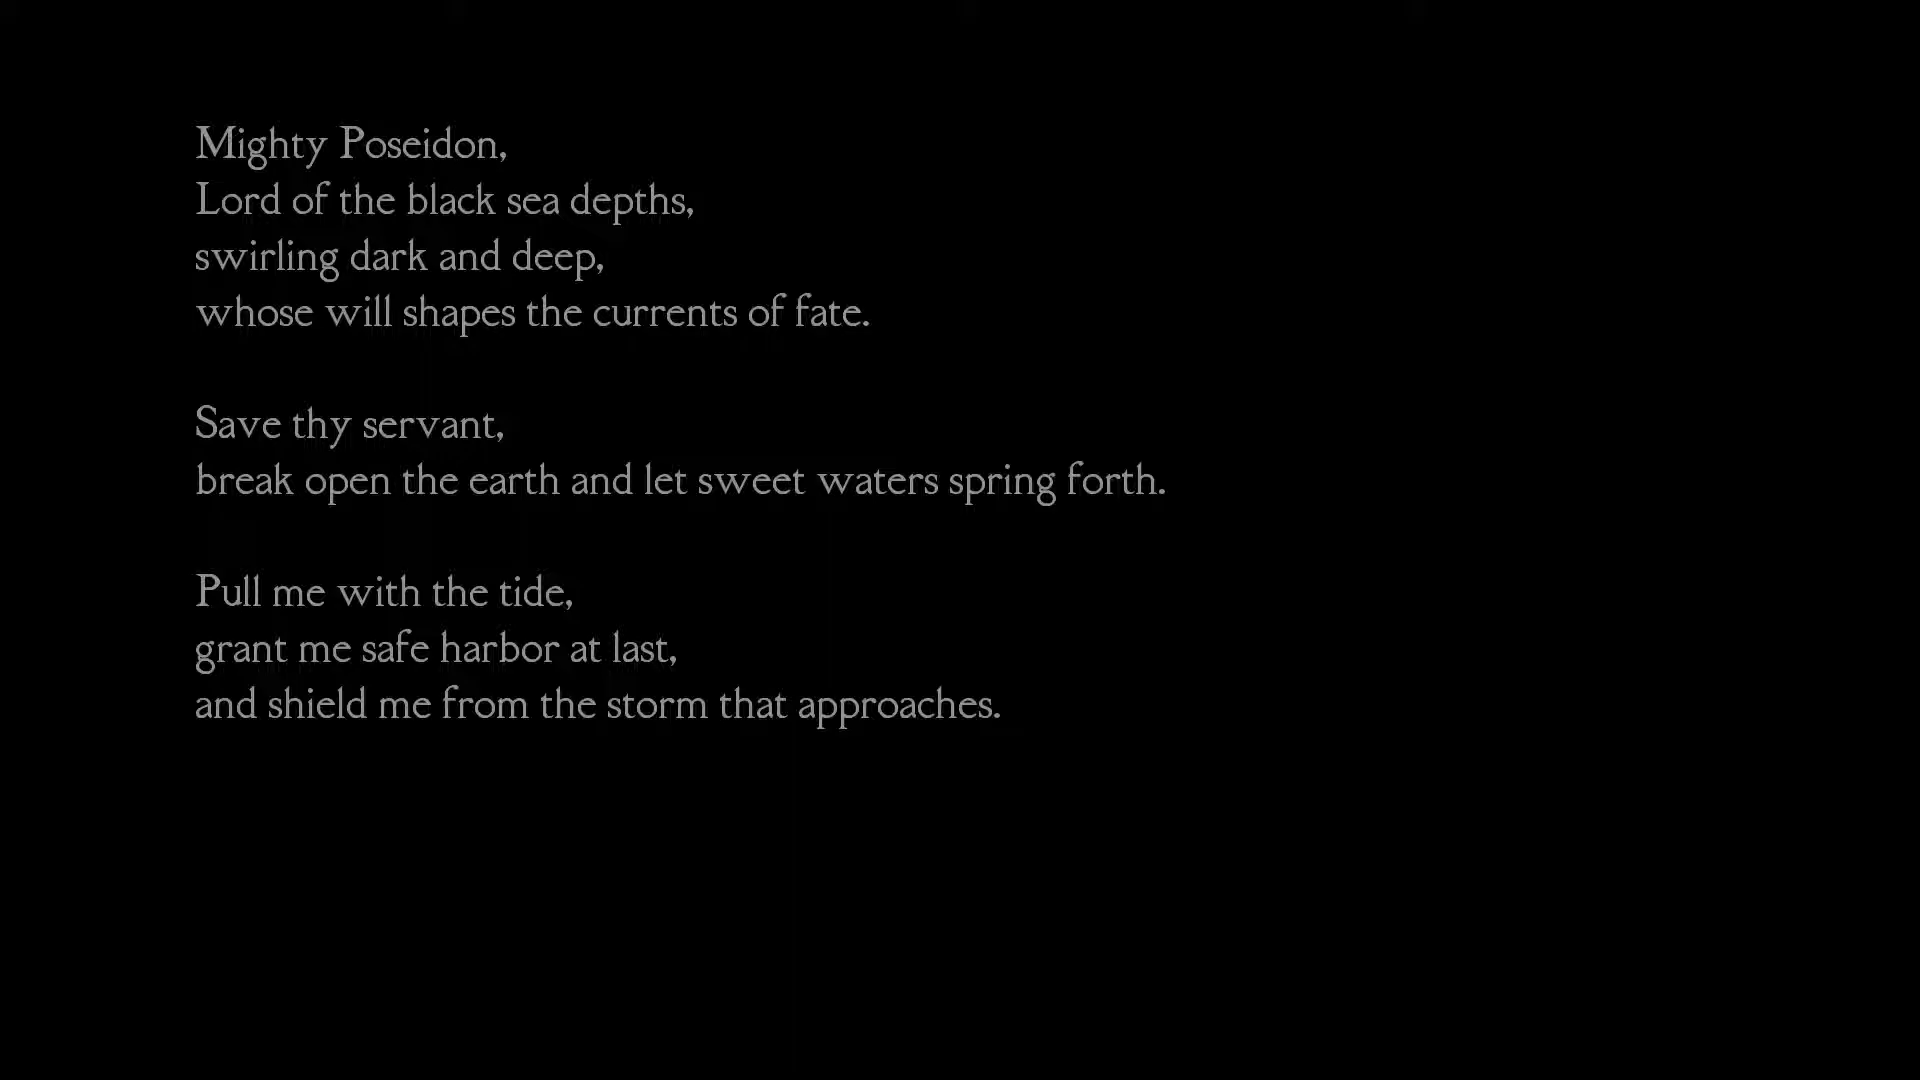 Mighty Poseidon,
Lord of the black sea depths,
swirling dark and deep,
whose will shapes the currents of fate.
Save thy servant,
break open the earth and let sweet waters spring forth.
Pull me with the tide,
grant me safe harbor at last,
and shield me from the storm that approaches.